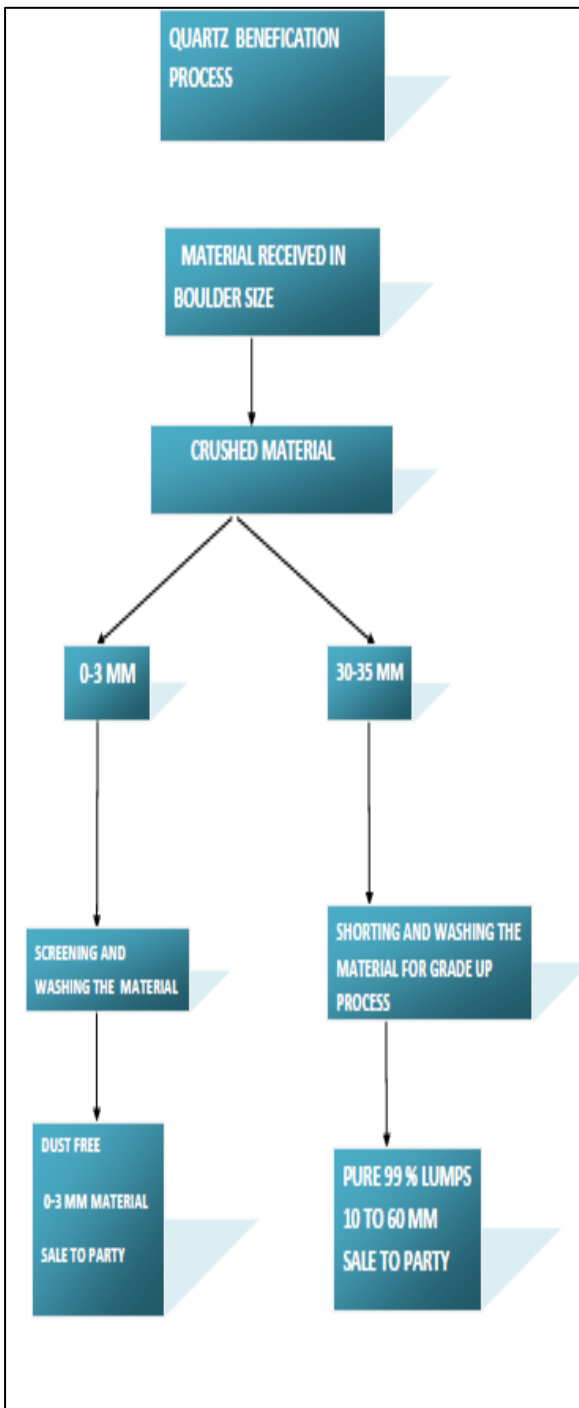 QUARTZ BENEFICATION
PROCESS
MATERIAL RECEIVED IN
BOULDER SIZE
CRUSHED MATERIAL
0-3 MM
30-35 MM
SCREENING AND
WASHING THE MATERIAL
SHORTING AND WASHING THE
MATERIAL FOR GRADE UP
PROCESS
DUST FREE
0-3 MM MATERIAL
SALE TO PARTY
PURE 99 % LUMPS
10 TO 60 MM
SALE TO PARTY